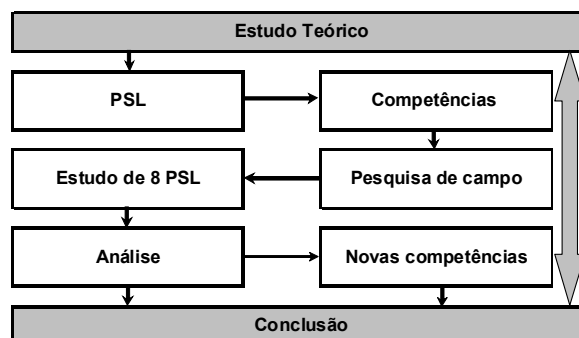 Estudo Teórico
PSL
Competências
Estudo de 8 PSL
Pesquisa de campo
Análise
Novas competências
Conclusão